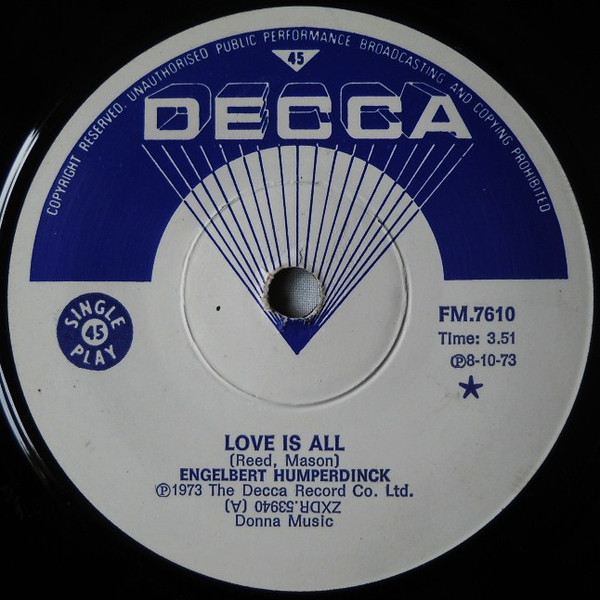 COPYRIGHT RESERVED. UNAUTHORISED PUBLIC PERFORMANCE BROADCASTING AND COPYING PROHIBITED
45
DECCA
SINGLE
45
PLAY
FM.7610
Time: 3.51
℗8-10-73
LOVE IS ALL
(Reed, Mason)
ENGELBERT HUMPERDINCK
℗1973 The Decca Record Co. Ltd.
ZXDR.53940 (A)
Donna Music